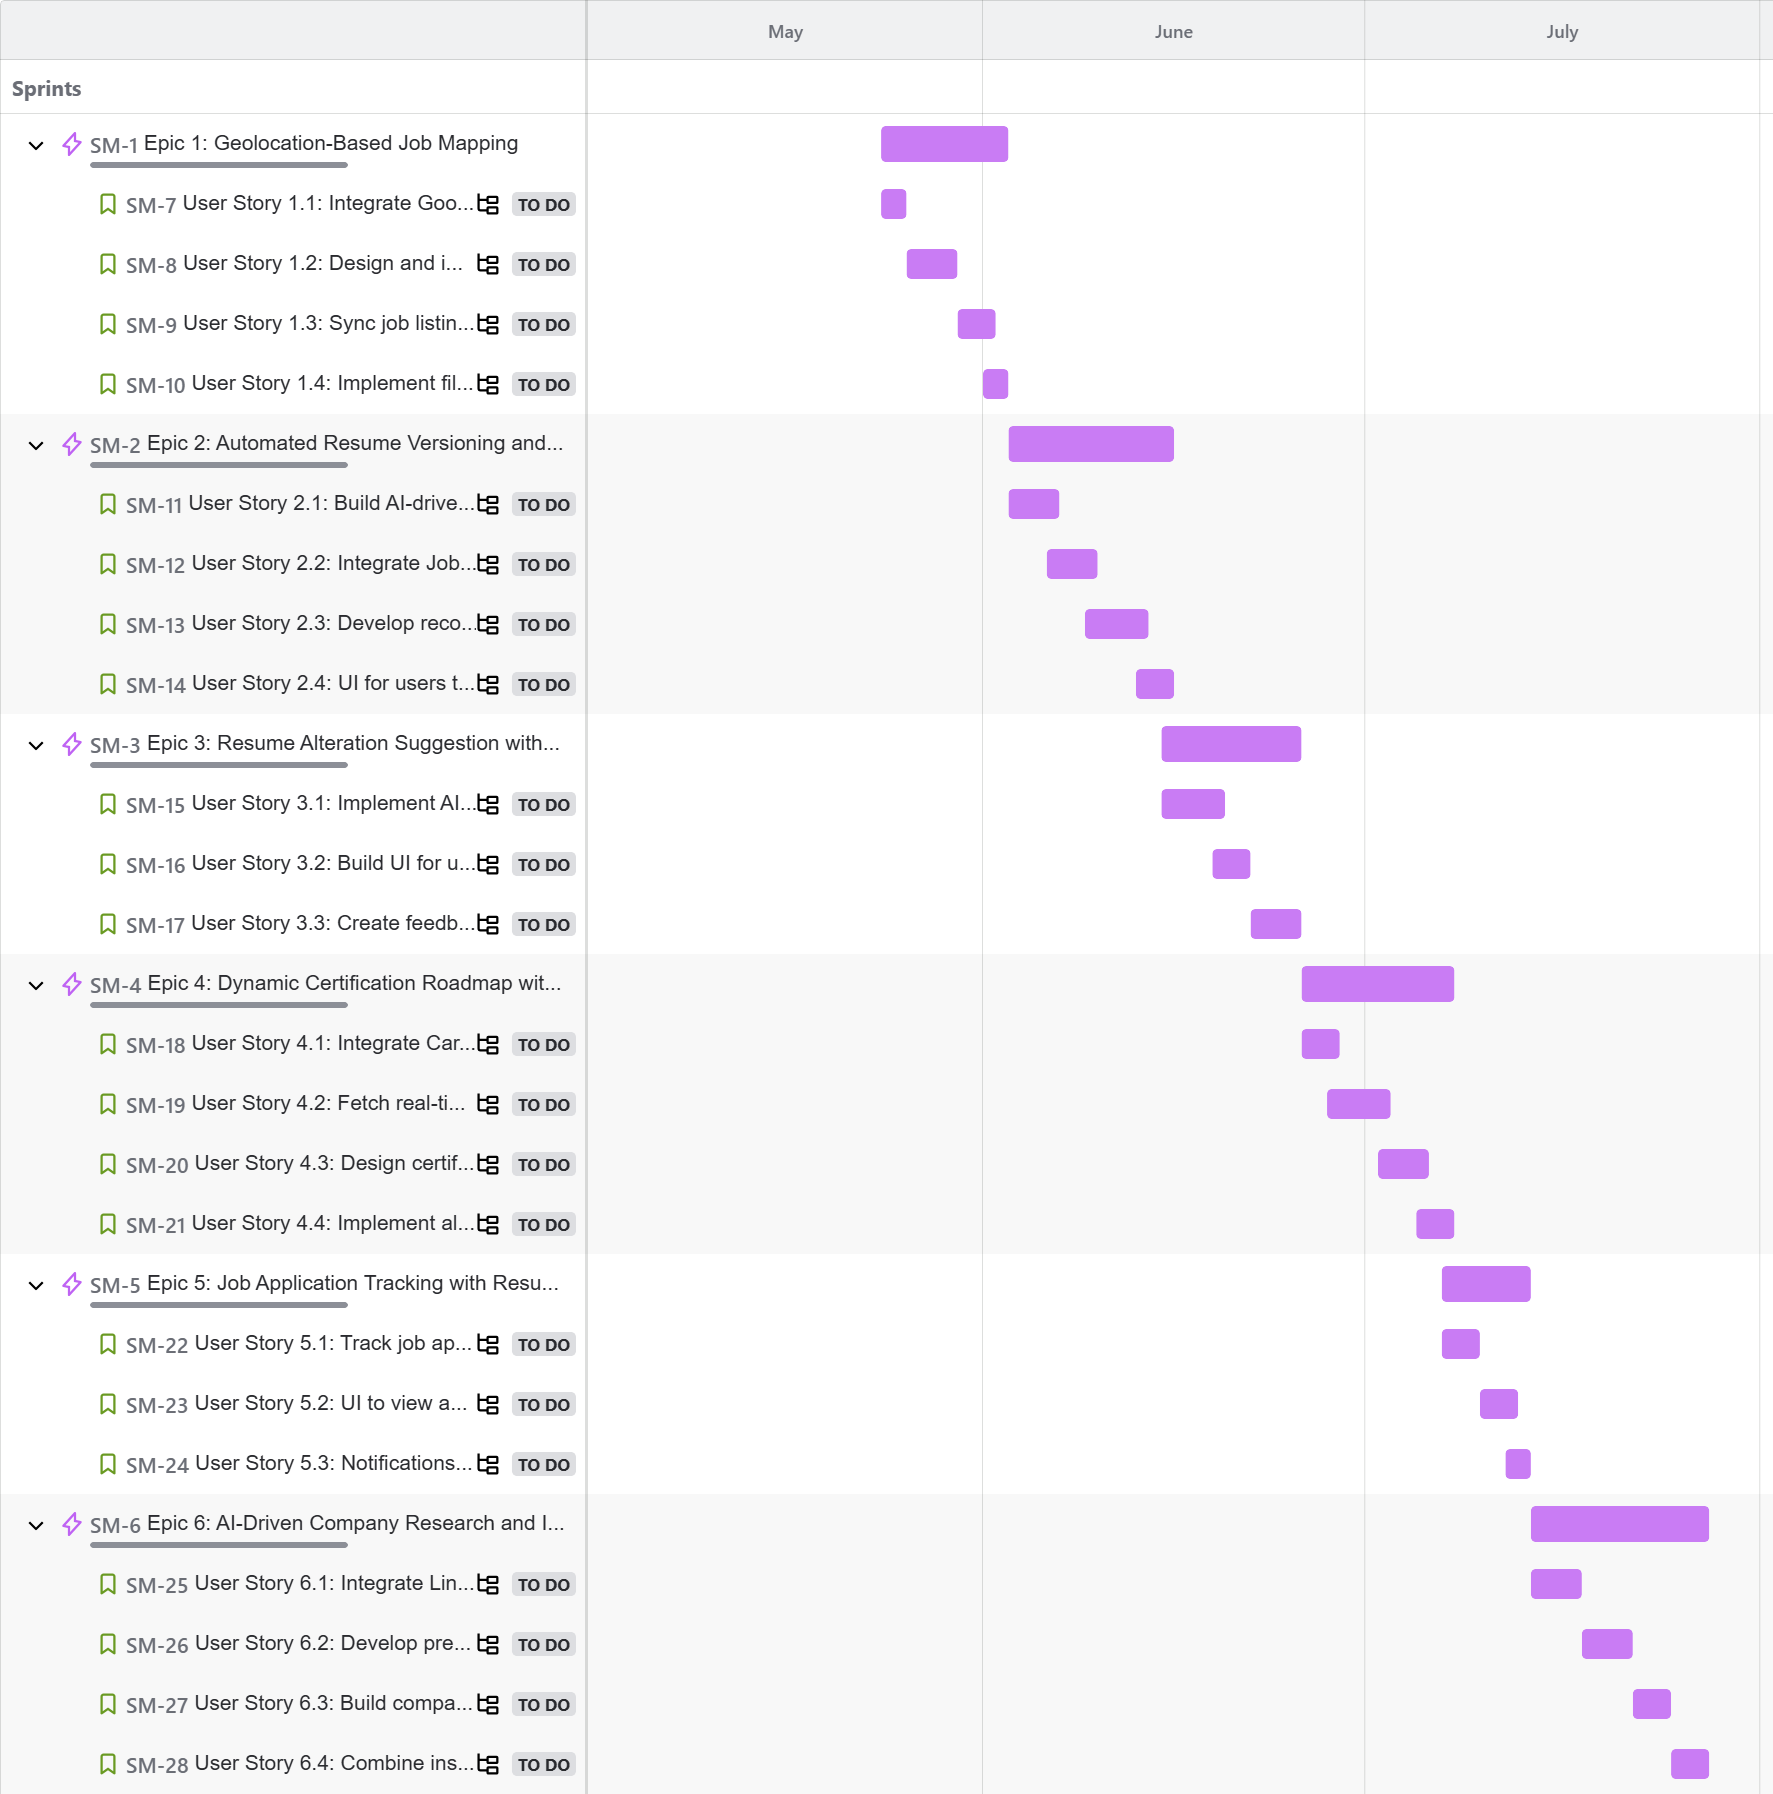 May June July
Sprints
SM-1 Epic 1: Geolocation-Based Job Mapping
SM-7 User Story 1.1: Integrate Goo... TO DO
SM-8 User Story 1.2: Design and i... TO DO
SM-9 User Story 1.3: Sync job listin... TO DO
SM-10 User Story 1.4: Implement fil... TO DO
SM-2 Epic 2: Automated Resume Versioning and...
SM-11 User Story 2.1: Build AI-drive... TO DO
SM-12 User Story 2.2: Integrate Job... TO DO
SM-13 User Story 2.3: Develop reco... TO DO
SM-14 User Story 2.4: UI for users t... TO DO
SM-3 Epic 3: Resume Alteration Suggestion with...
SM-15 User Story 3.1: Implement AI... TO DO
SM-16 User Story 3.2: Build UI for u... TO DO
SM-17 User Story 3.3: Create feedb... TO DO
SM-4 Epic 4: Dynamic Certification Roadmap wit...
SM-18 User Story 4.1: Integrate Car... TO DO
SM-19 User Story 4.2: Fetch real-ti... TO DO
SM-20 User Story 4.3: Design certif... TO DO
SM-21 User Story 4.4: Implement al... TO DO
SM-5 Epic 5: Job Application Tracking with Resu...
SM-22 User Story 5.1: Track job ap... TO DO
SM-23 User Story 5.2: UI to view a... TO DO
SM-24 User Story 5.3: Notifications... TO DO
SM-6 Epic 6: AI-Driven Company Research and I...
SM-25 User Story 6.1: Integrate Lin... TO DO
SM-26 User Story 6.2: Develop pre... TO DO
SM-27 User Story 6.3: Build compa... TO DO
SM-28 User Story 6.4: Combine ins... TO DO